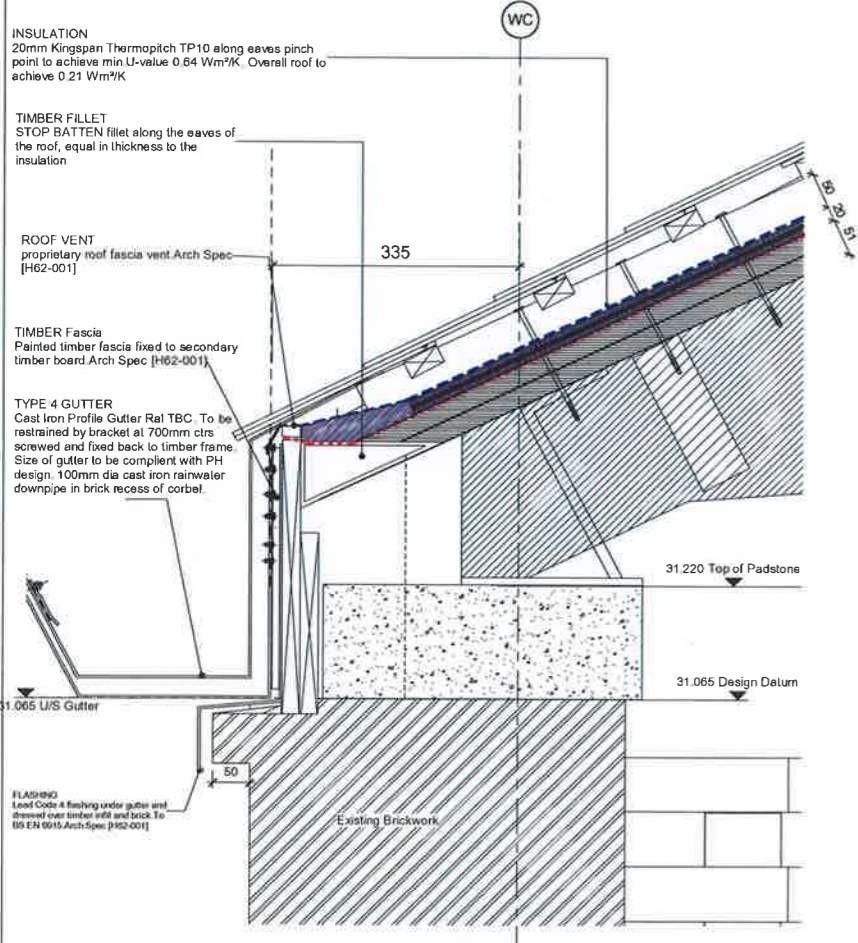 WC
INSULATION
20mm Kingspan Thermopitch TP10 along eaves pinch
point to achieve min U-value 0.64 Wm²/K. Overall roof to
achieve 0.21 Wm²/K
TIMBER FILLET
STOP BATTEN fillet along the eaves of
the roof, equal in thickness to the
insulation
50 20 51
ROOF VENT
proprietary roof fascia vent Arch Spec
[H62-001]
335
TIMBER Fascia
Painted timber fascia fixed to secondary
timber board Arch Spec [H62-001]
TYPE 4 GUTTER
Cast Iron Profile Gutter Ral TBC. To be
restrained by bracket at 700mm ctrs
screwed and fixed back to timber frame.
Size of gutter to be compliant with PH
design. 100mm dia cast iron rainwater
downpipe in brick recess of corbel.
31.220 Top of Padstone
31.065 Design Datum
31.065 U/S Gutter
50
FLASHING
Lead Code 4 flashing under gutter and
dressed over timber infill and brick. To
BS EN 6915 Arch Spec [H62-001]
Existing Brickwork